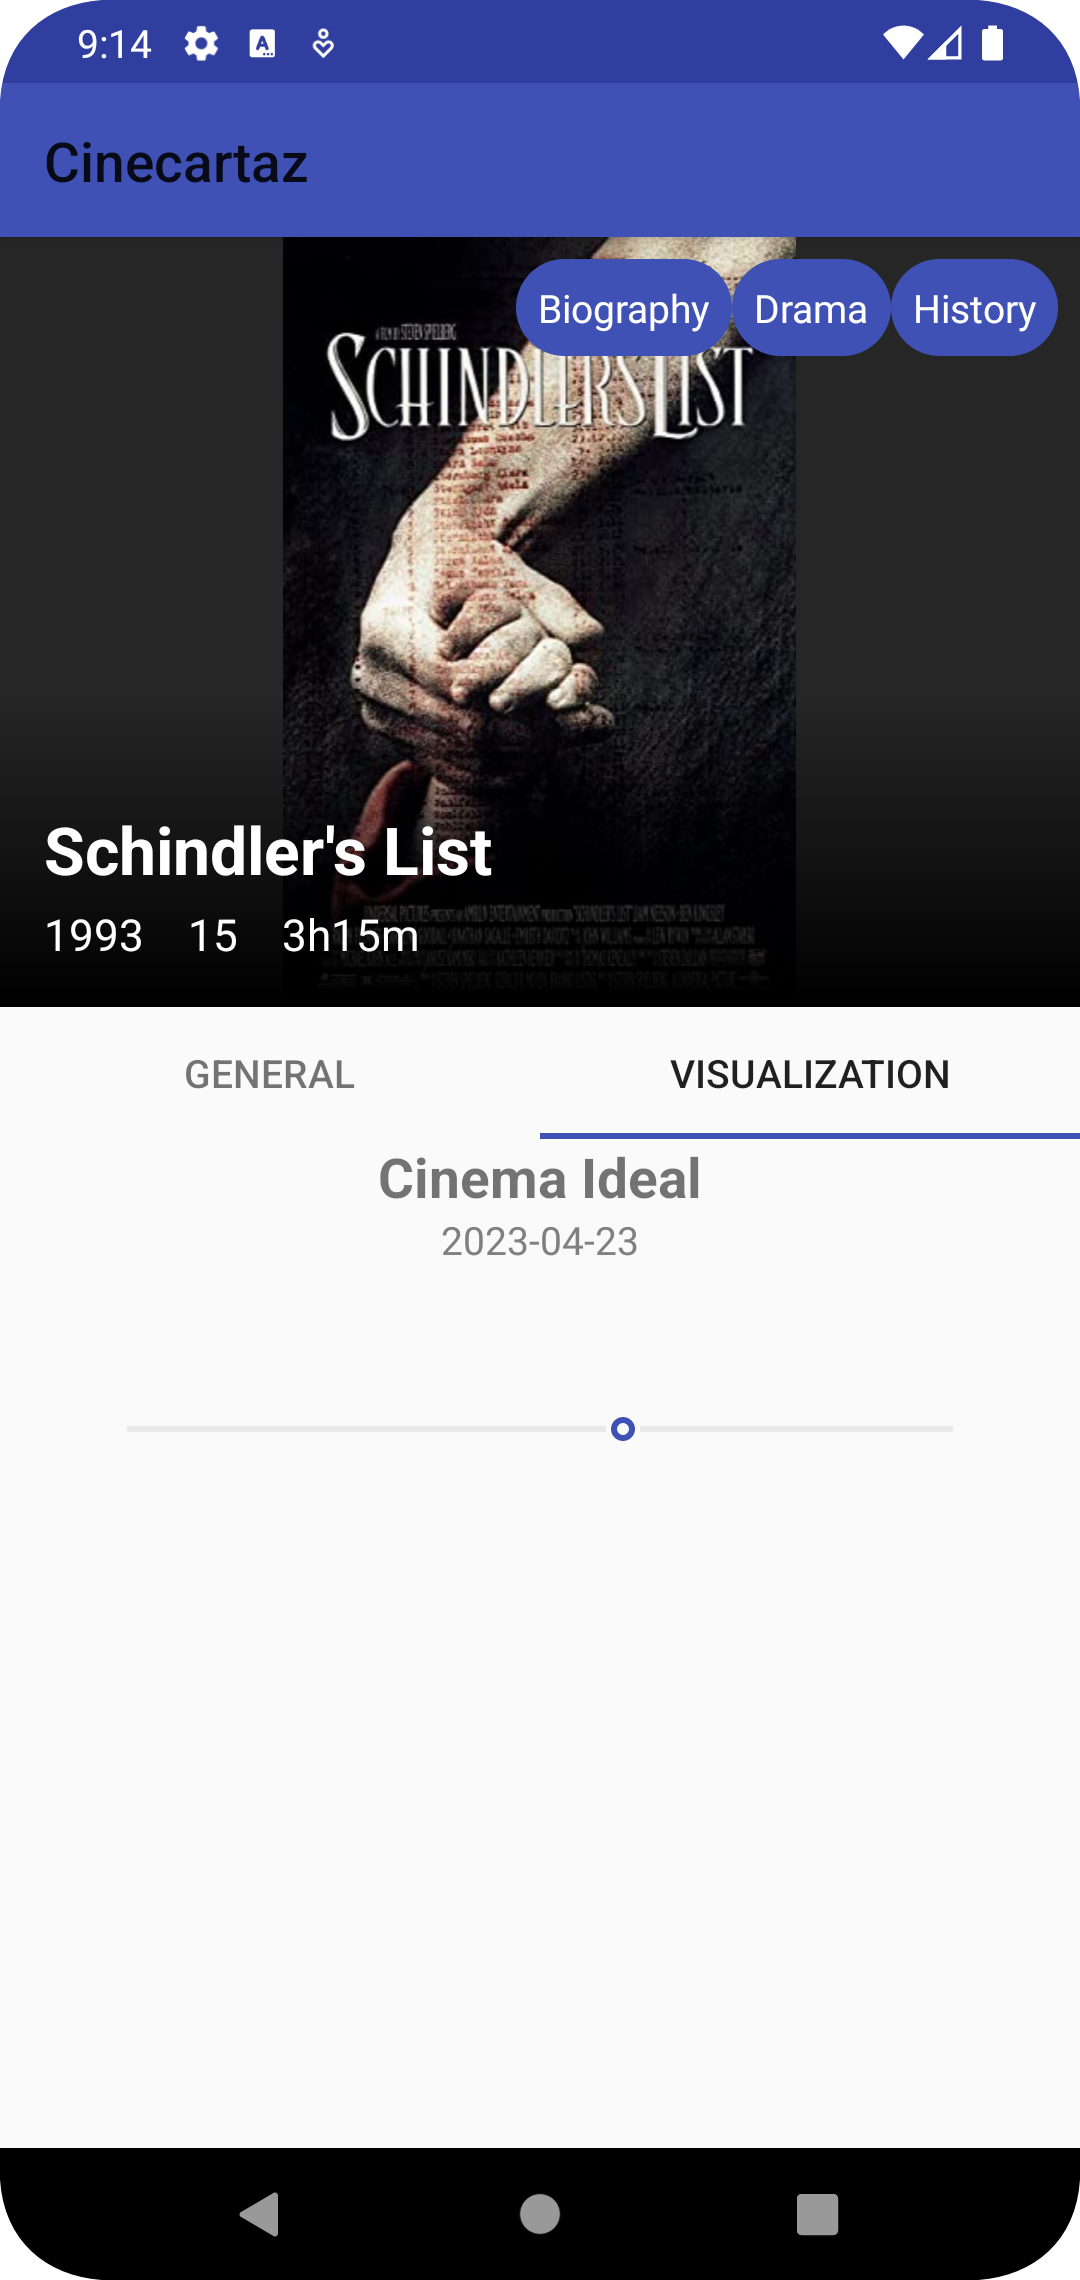 9:14
Cinecartaz
Biography Drama History
A FILM BY STEVEN SPIELBERG
SCHINDLER'S LIST
Schindler's List
1993 15 3h15m
GENERAL VISUALIZATION
Cinema Ideal
2023-04-23